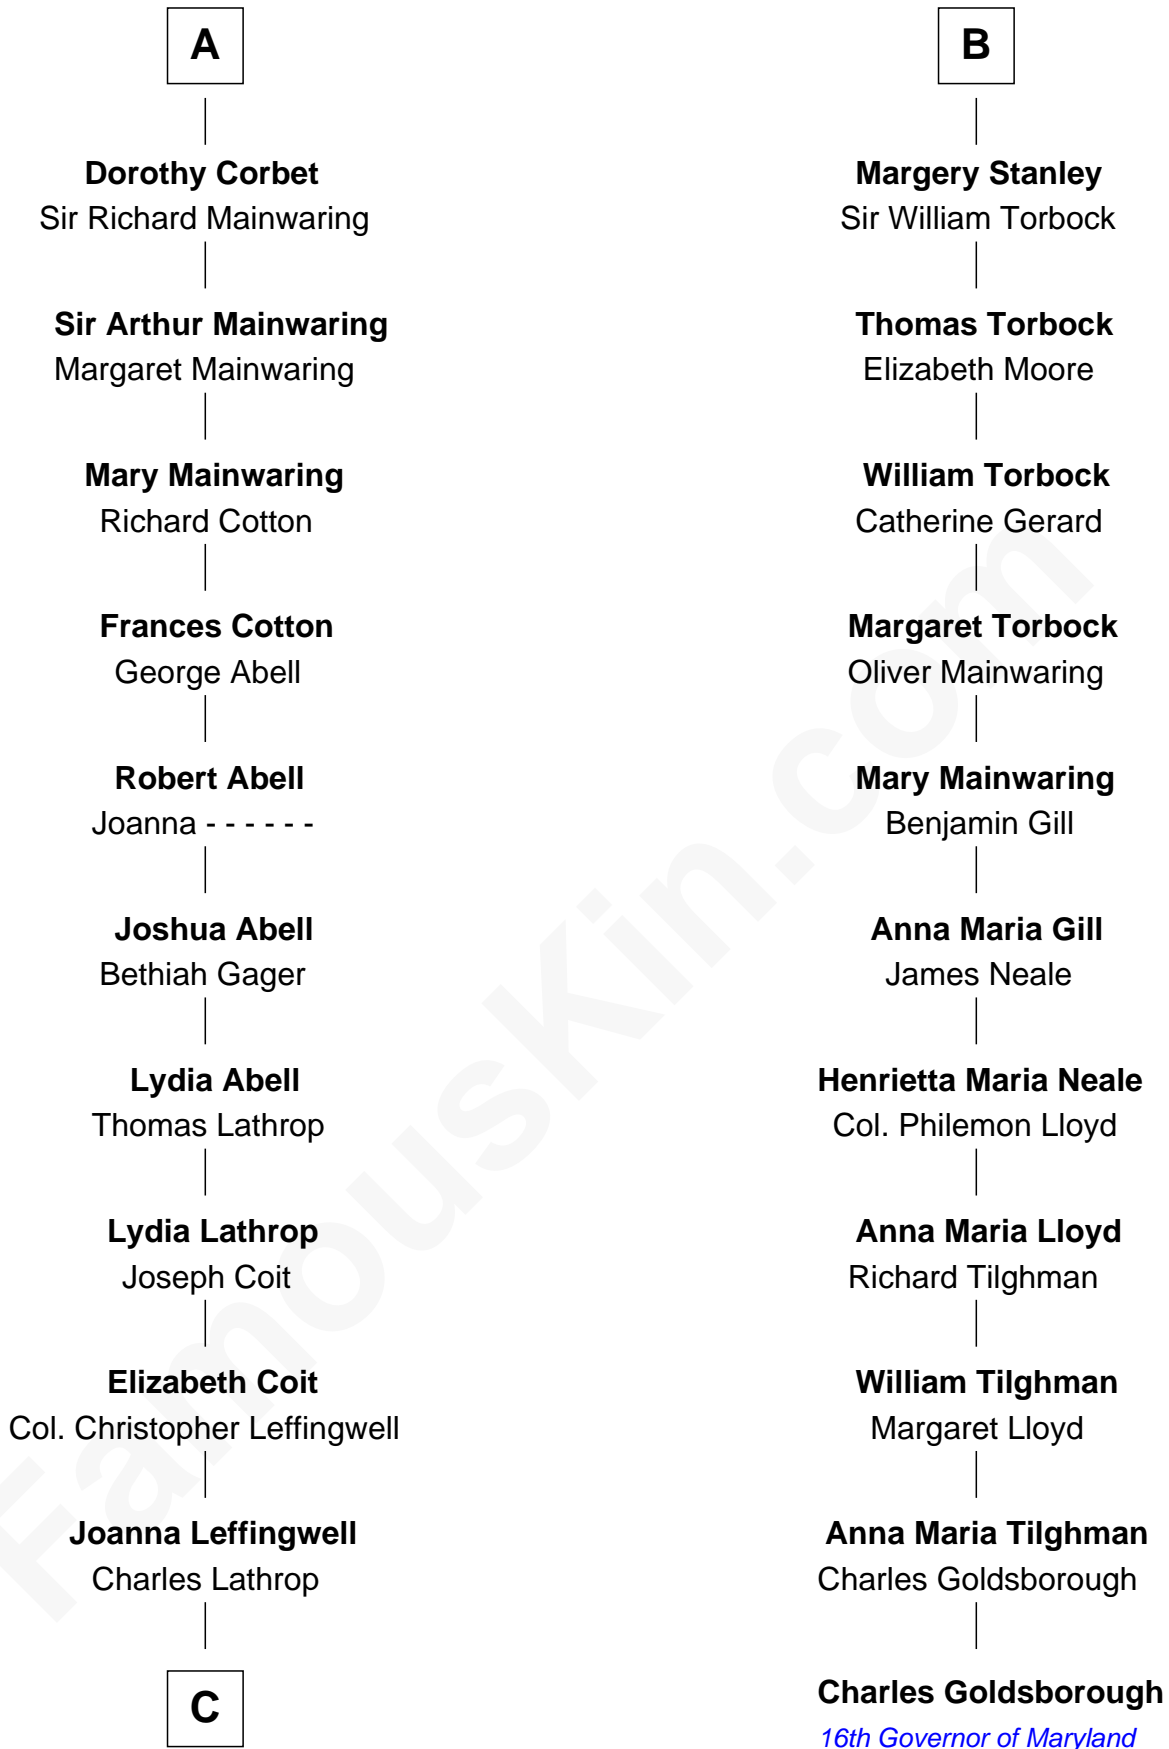 A
Dorothy Corbet
Sir Richard Mainwaring
Sir Arthur Mainwaring
Margaret Mainwaring
Mary Mainwaring
Richard Cotton
Frances Cotton
George Abell
Robert Abell
Joanna - - - - - -
Joshua Abell
Bethiah Gager
Lydia Abell
Thomas Lathrop
Lydia Lathrop
Joseph Coit
Elizabeth Coit
Col. Christopher Leffingwell
Joanna Leffingwell
Charles Lathrop
C
B
Margery Stanley
Sir William Torbock
Thomas Torbock
Elizabeth Moore
William Torbock
Catherine Gerard
Margaret Torbock
Oliver Mainwaring
Mary Mainwaring
Benjamin Gill
Anna Maria Gill
James Neale
Henrietta Maria Neale
Col. Philemon Lloyd
Anna Maria Lloyd
Richard Tilghman
William Tilghman
Margaret Lloyd
Anna Maria Tilghman
Charles Goldsborough
Charles Goldsborough
16th Governor of Maryland
FamousKin.com